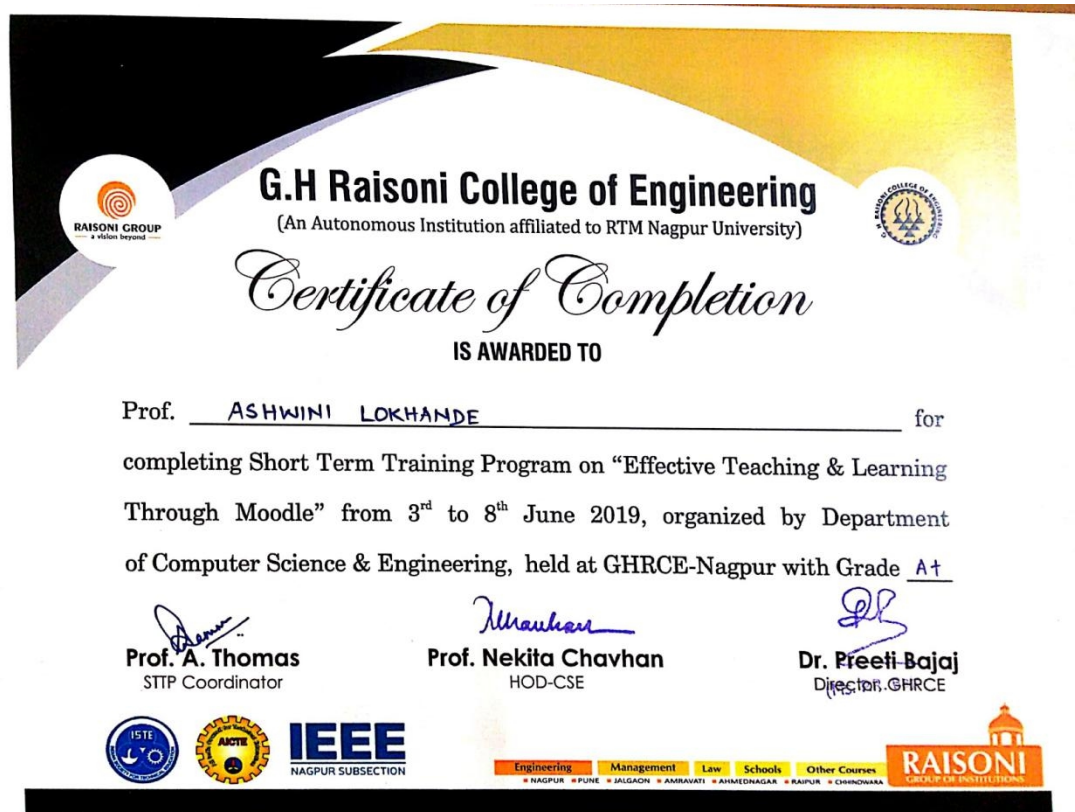 G.H Raisoni College of Engineering
(An Autonomous Institution affiliated to RTM Nagpur University)
RAISONI GROUP
a vision beyond
G H RAISONI COLLEGE OF ENGINEERING
Certificate of Completion
IS AWARDED TO
Prof. ASHWINI LOKHANDE for
completing Short Term Training Program on “Effective Teaching & Learning
Through Moodle” from 3rd to 8th June 2019, organized by Department
of Computer Science & Engineering, held at GHRCE-Nagpur with Grade A+
Prof. A. Thomas Prof. Nekita Chavhan Dr. Preeti Bajaj
STTP Coordinator HOD-CSE Director, GHRCE
ISTE
AICTE
IEEE
NAGPUR SUBSECTION
Engineering Management Law Schools Other Courses
NAGPUR PUNE JALGAON AMRAVATI AHMEDNAGAR RAIPUR CHHINDWARA
RAISONI
GROUP OF INSTITUTIONS